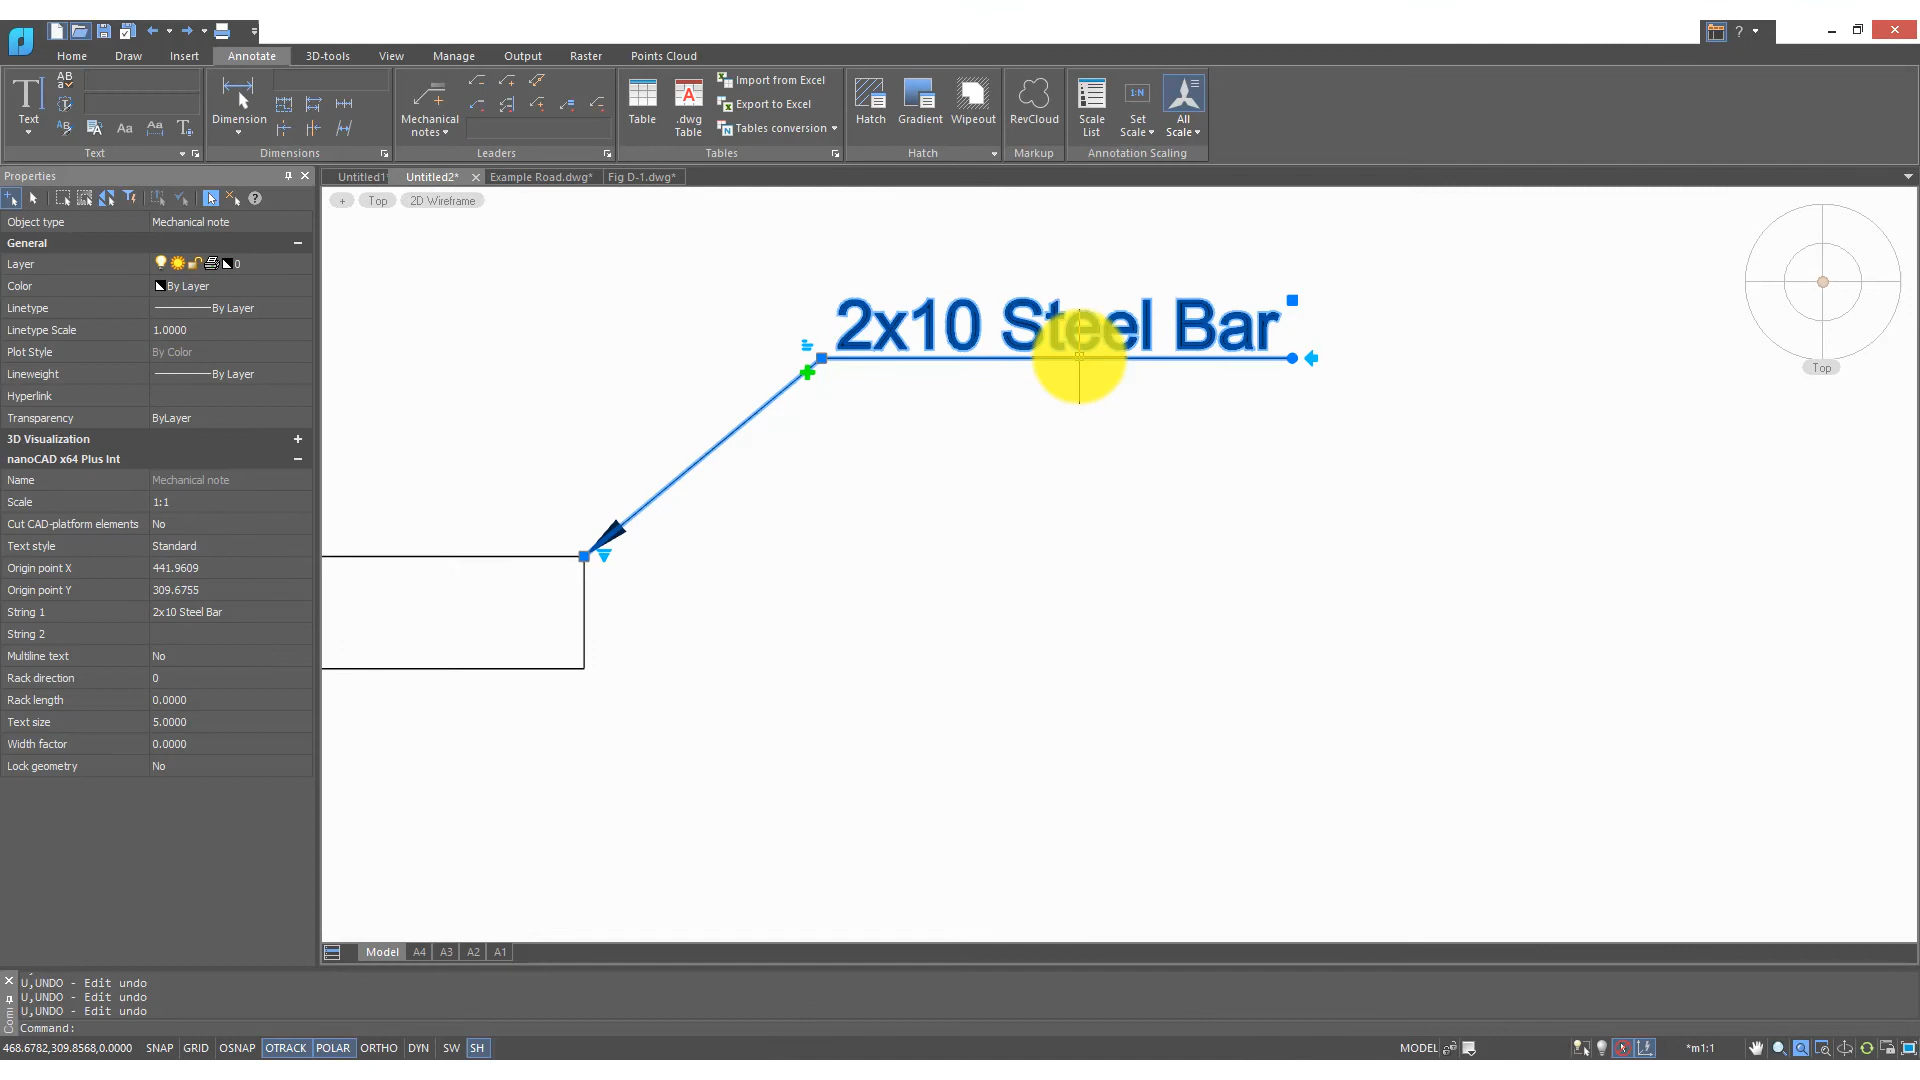 ?
Home Draw Insert Annotate 3D-tools View Manage Output Raster Points Cloud
Text
Dimension
Mechanical notes
Table
.dwg Table
Import from Excel
Export to Excel
Tables conversion
Hatch
Gradient
Wipeout
RevCloud
Scale List
1:N
Set Scale
All Scale
Text
Dimensions
Leaders
Tables
Hatch
Markup
Annotation Scaling
Properties
Untitled1* Untitled2* Example Road.dwg* Fig D-1.dwg*
+ Top 2D Wireframe
Object type Mechanical note
General
Layer 0
Color By Layer
Linetype By Layer
Linetype Scale 1.0000
Plot Style By Color
Lineweight By Layer
Hyperlink
Transparency ByLayer
3D Visualization
nanoCAD x64 Plus Int
Name Mechanical note
Scale 1:1
Cut CAD-platform elements No
Text style Standard
Origin point X 441.9609
Origin point Y 309.6755
String 1 2x10 Steel Bar
String 2
Multiline text No
Rack direction 0
Rack length 0.0000
Text size 5.0000
Width factor 0.0000
Lock geometry No
2x10 Steel Bar
Top
Model A4 A3 A2 A1
U,UNDO - Edit undo
U,UNDO - Edit undo
U,UNDO - Edit undo
Command:
468.6782,309.8568,0.0000 SNAP GRID OSNAP OTRACK POLAR ORTHO DYN SW SH MODEL *m1:1